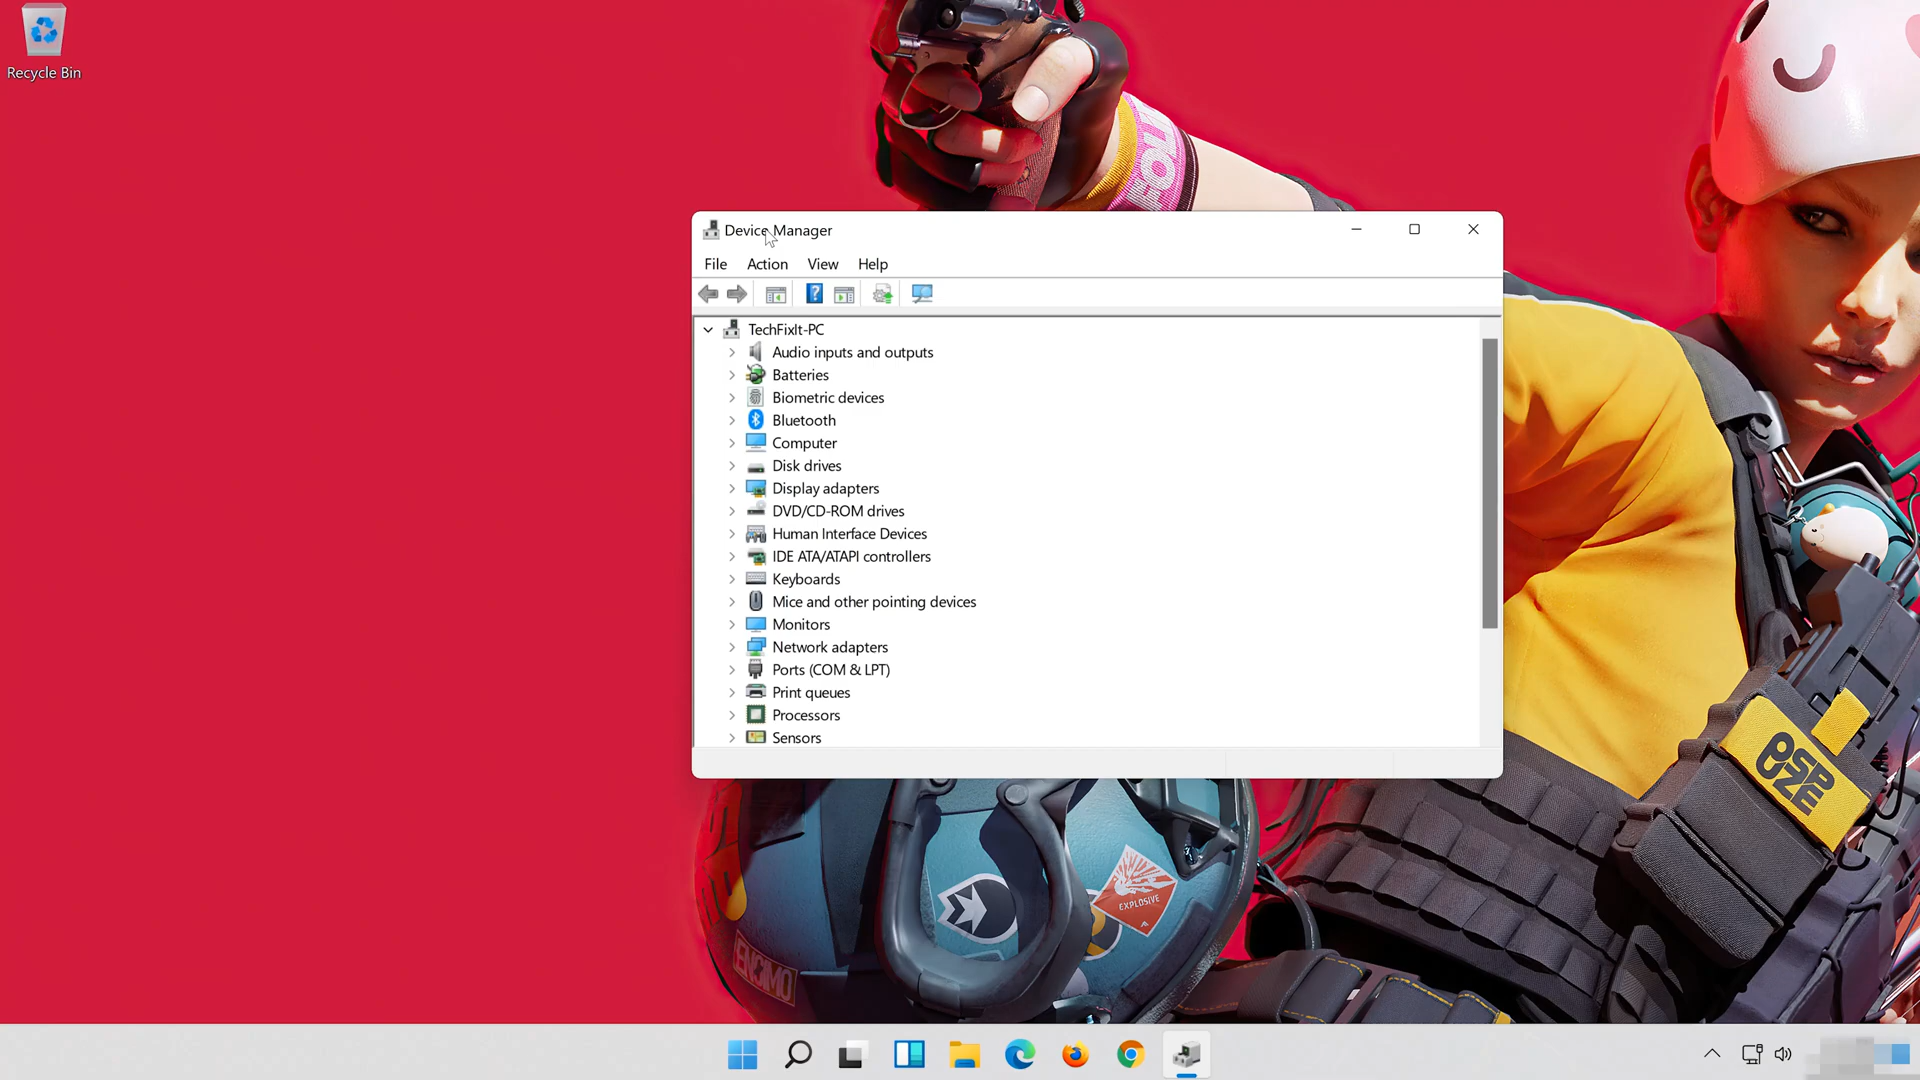 Recycle Bin
Device Manager
File Action View Help
TechFixIt-PC
Audio inputs and outputs
Batteries
Biometric devices
Bluetooth
Computer
Disk drives
Display adapters
DVD/CD-ROM drives
Human Interface Devices
IDE ATA/ATAPI controllers
Keyboards
Mice and other pointing devices
Monitors
Network adapters
Ports (COM & LPT)
Print queues
Processors
Sensors
EXPLOSIVE
ENCIMO